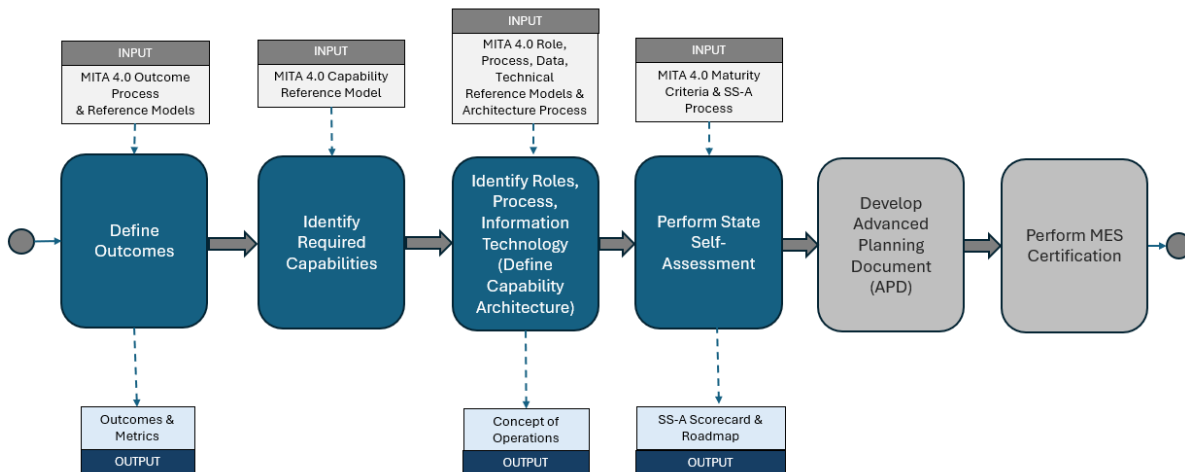 INPUT
MITA 4.0 Outcome
Process
& Reference Models
INPUT
MITA 4.0 Capability
Reference Model
INPUT
MITA 4.0 Role,
Process, Data,
Technical
Reference Models &
Architecture Process
INPUT
MITA 4.0 Maturity
Criteria & SS-A
Process
Define
Outcomes
Identify
Required
Capabilities
Identify Roles,
Process,
Information
Technology
(Define
Capability
Architecture)
Perform State
Self-
Assessment
Develop
Advanced
Planning
Document
(APD)
Perform MES
Certification
Outcomes &
Metrics
OUTPUT
Concept of
Operations
OUTPUT
SS-A Scorecard &
Roadmap
OUTPUT